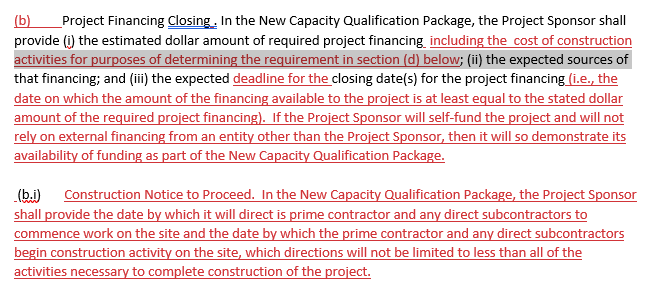 (b) Project Financing Closing . In the New Capacity Qualification Package, the Project Sponsor shall
provide (i) the estimated dollar amount of required project financing including the cost of construction
activities for purposes of determining the requirement in section (d) below; (ii) the expected sources of
that financing; and (iii) the expected deadline for the closing date(s) for the project financing (i.e., the
date on which the amount of the financing available to the project is at least equal to the stated dollar
amount of the required project financing). If the Project Sponsor will self-fund the project and will not
rely on external financing from an entity other than the Project Sponsor, then it will so demonstrate its
availability of funding as part of the New Capacity Qualification Package.
(b.i) Construction Notice to Proceed. In the New Capacity Qualification Package, the Project Sponsor
shall provide the date by which it will direct is prime contractor and any direct subcontractors to
commence work on the site and the date by which the prime contractor and any direct subcontractors
begin construction activity on the site, which directions will not be limited to less than all of the
activities necessary to complete construction of the project.